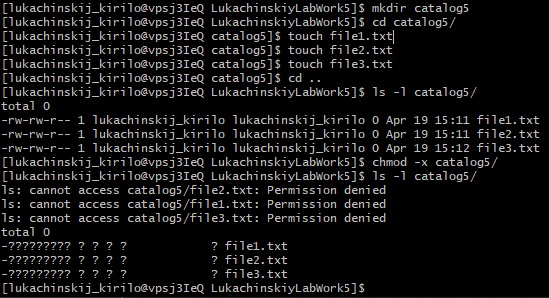 [lukachinskij_kirilo@vpsj3IeQ LukachinskiyLabWork5]$ mkdir catalog5
[lukachinskij_kirilo@vpsj3IeQ LukachinskiyLabWork5]$ cd catalog5/
[lukachinskij_kirilo@vpsj3IeQ catalog5]$ touch file1.txt
[lukachinskij_kirilo@vpsj3IeQ catalog5]$ touch file2.txt
[lukachinskij_kirilo@vpsj3IeQ catalog5]$ touch file3.txt
[lukachinskij_kirilo@vpsj3IeQ catalog5]$ cd ..
[lukachinskij_kirilo@vpsj3IeQ LukachinskiyLabWork5]$ ls -l catalog5/
total 0
-rw-rw-r-- 1 lukachinskij_kirilo lukachinskij_kirilo 0 Apr 19 15:11 file1.txt
-rw-rw-r-- 1 lukachinskij_kirilo lukachinskij_kirilo 0 Apr 19 15:11 file2.txt
-rw-rw-r-- 1 lukachinskij_kirilo lukachinskij_kirilo 0 Apr 19 15:12 file3.txt
[lukachinskij_kirilo@vpsj3IeQ LukachinskiyLabWork5]$ chmod -x catalog5/
[lukachinskij_kirilo@vpsj3IeQ LukachinskiyLabWork5]$ ls -l catalog5/
ls: cannot access catalog5/file2.txt: Permission denied
ls: cannot access catalog5/file1.txt: Permission denied
ls: cannot access catalog5/file3.txt: Permission denied
total 0
-????????? ? ? ? ?            ? file1.txt
-????????? ? ? ? ?            ? file2.txt
-????????? ? ? ? ?            ? file3.txt
[lukachinskij_kirilo@vpsj3IeQ LukachinskiyLabWork5]$